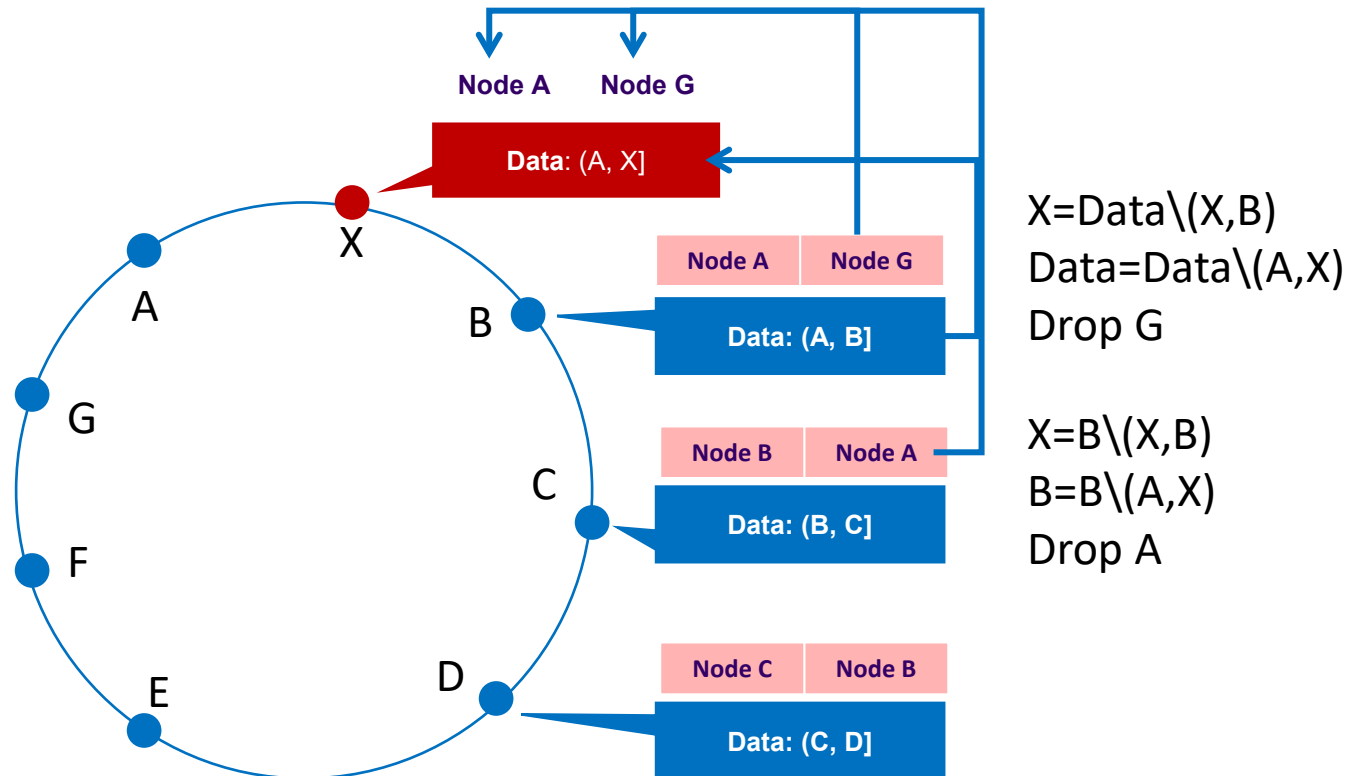 Node A Node G
Data: (A, X]
X
A
B
Node A Node G
Data: (A, B]
X=Data\(X,B)
Data=Data\(A,X)
Drop G
G
C
Node B Node A
Data: (B, C]
X=B\(X,B)
B=B\(A,X)
Drop A
F
E
D
Node C Node B
Data: (C, D]